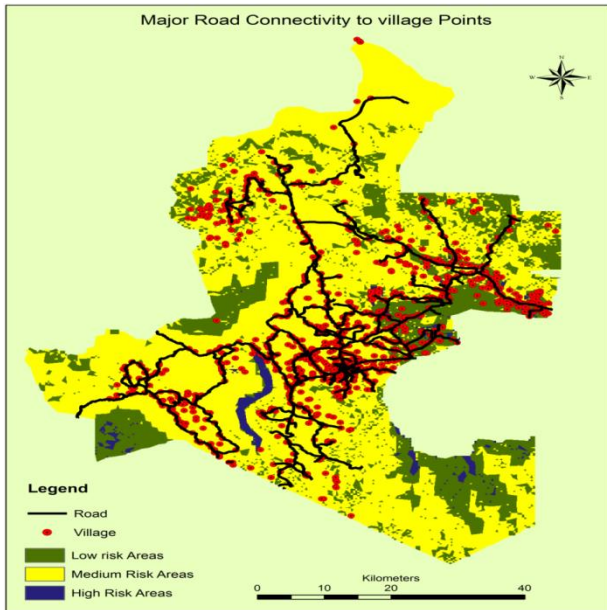 Major Road Connectivity to village Points
N
W E
S
Legend
Road
Village
Low risk Areas
Medium Risk Areas
High Risk Areas
Kilometers
0 10 20 40